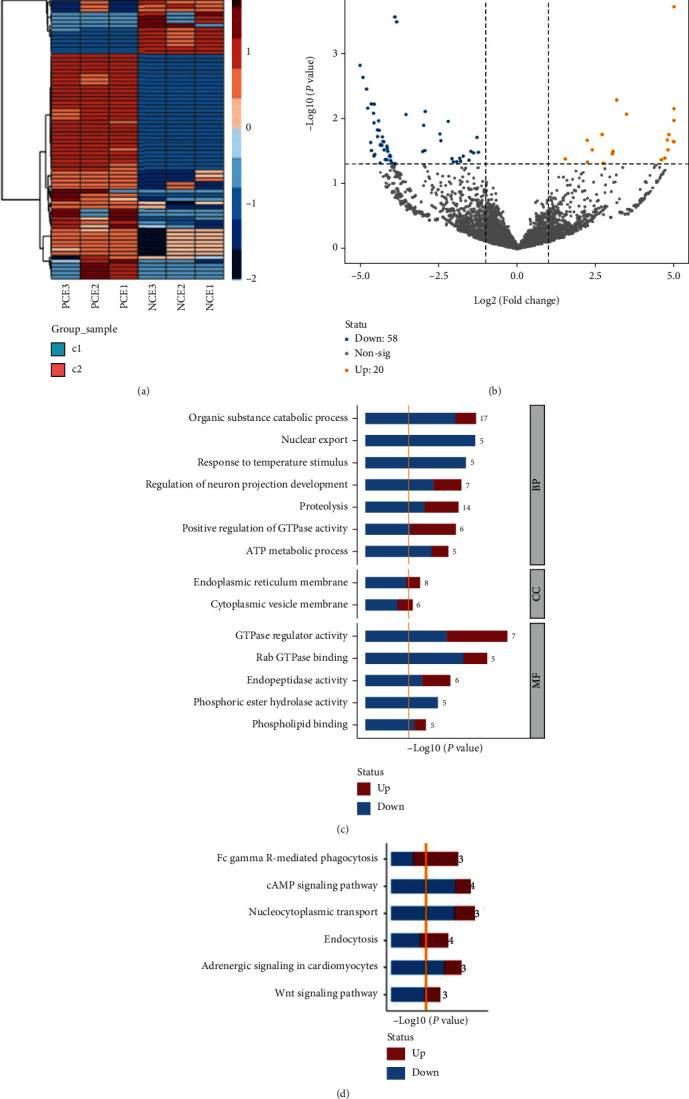 1
0
−1
−2
PCE3
PCE2
PCE1
NCE3
NCE2
NCE1
Group_sample
c1
c2
(a)
−Log10 (P value)
3
2
1
0
−5.0
−2.5
0.0
2.5
5.0
Log2 (Fold change)
Statu
Down: 58
Non-sig
Up: 20
(b)
Organic substance catabolic process 17
Nuclear export 5
Response to temperature stimulus 5
Regulation of neuron projection development 7
Proteolysis 14
Positive regulation of GTPase activity 6
ATP metabolic process 5
BP
Endoplasmic reticulum membrane 8
Cytoplasmic vesicle membrane 6
CC
GTPase regulator activity 7
Rab GTPase binding 5
Endopeptidase activity 6
Phosphoric ester hydrolase activity 5
Phospholipid binding 5
MF
−Log10 (P value)
Status
Up
Down
(c)
Fc gamma R-mediated phagocytosis 3
cAMP signaling pathway 4
Nucleocytoplasmic transport 3
Endocytosis 4
Adrenergic signaling in cardiomyocytes 3
Wnt signaling pathway 3
−Log10 (P value)
Status
Up
Down
(d)